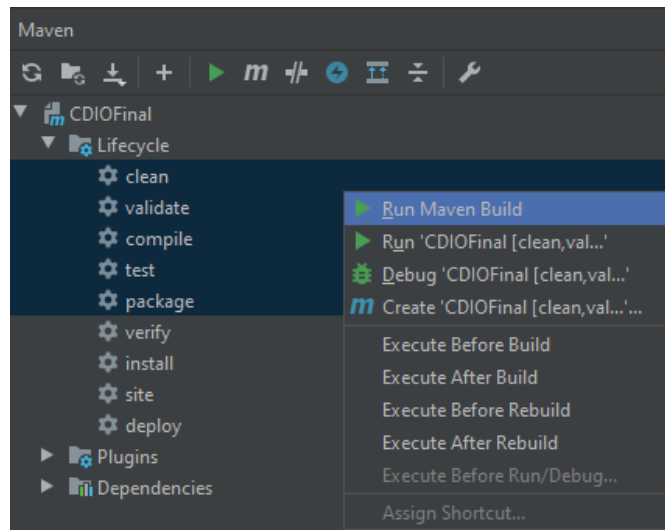 Maven
m
CDIOFinal
Lifecycle
clean
validate
compile
test
package
verify
install
site
deploy
Plugins
Dependencies
Run Maven Build
Run 'CDIOFinal [clean,val...'
Debug 'CDIOFinal [clean,val...'
m Create 'CDIOFinal [clean,val...'...
Execute Before Build
Execute After Build
Execute Before Rebuild
Execute After Rebuild
Execute Before Run/Debug...
Assign Shortcut...